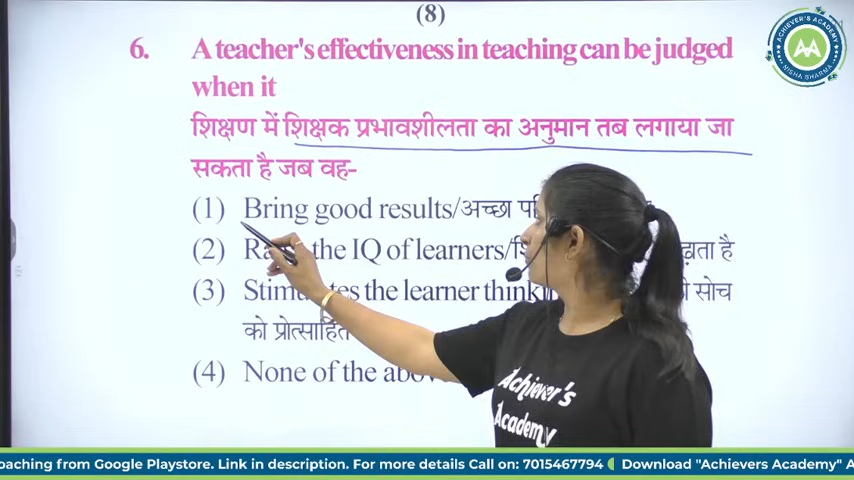 (8)
6. A teacher's effectiveness in teaching can be judged
when it
शिक्षण में शिक्षक प्रभावशीलता का अनुमान तब लगाया जा
सकता है जब वह-
(1) Bring good results/अच्छा
(2) the IQ of learners/ है
(3) the learner सोच
को
(4) None of the
ACHIEVER'S ACADEMY
AA
NISHA SHARMA
Achiever's
Academy
coaching from Google Playstore. Link in description. For more details Call on: 7015467794 Download "Achievers Academy" A